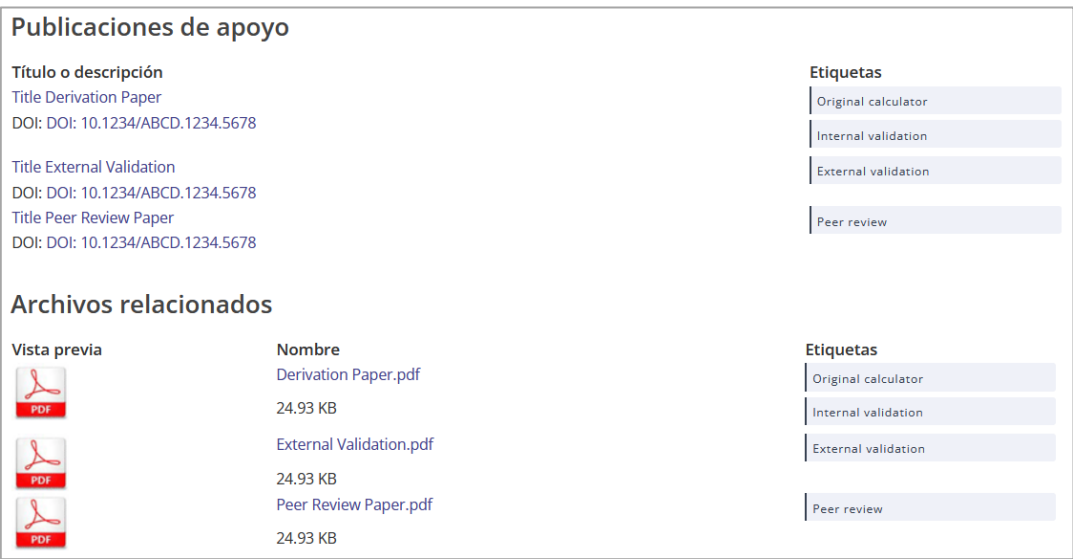 Publicaciones de apoyo
Título o descripción Etiquetas
Title Derivation Paper Original calculator
DOI: DOI: 10.1234/ABCD.1234.5678
Internal validation
Title External Validation External validation
DOI: DOI: 10.1234/ABCD.1234.5678
Title Peer Review Paper Peer review
DOI: DOI: 10.1234/ABCD.1234.5678
Archivos relacionados
Vista previa Nombre Etiquetas
PDF Derivation Paper.pdf Original calculator
24.93 KB Internal validation
PDF External Validation.pdf External validation
24.93 KB
PDF Peer Review Paper.pdf Peer review
24.93 KB